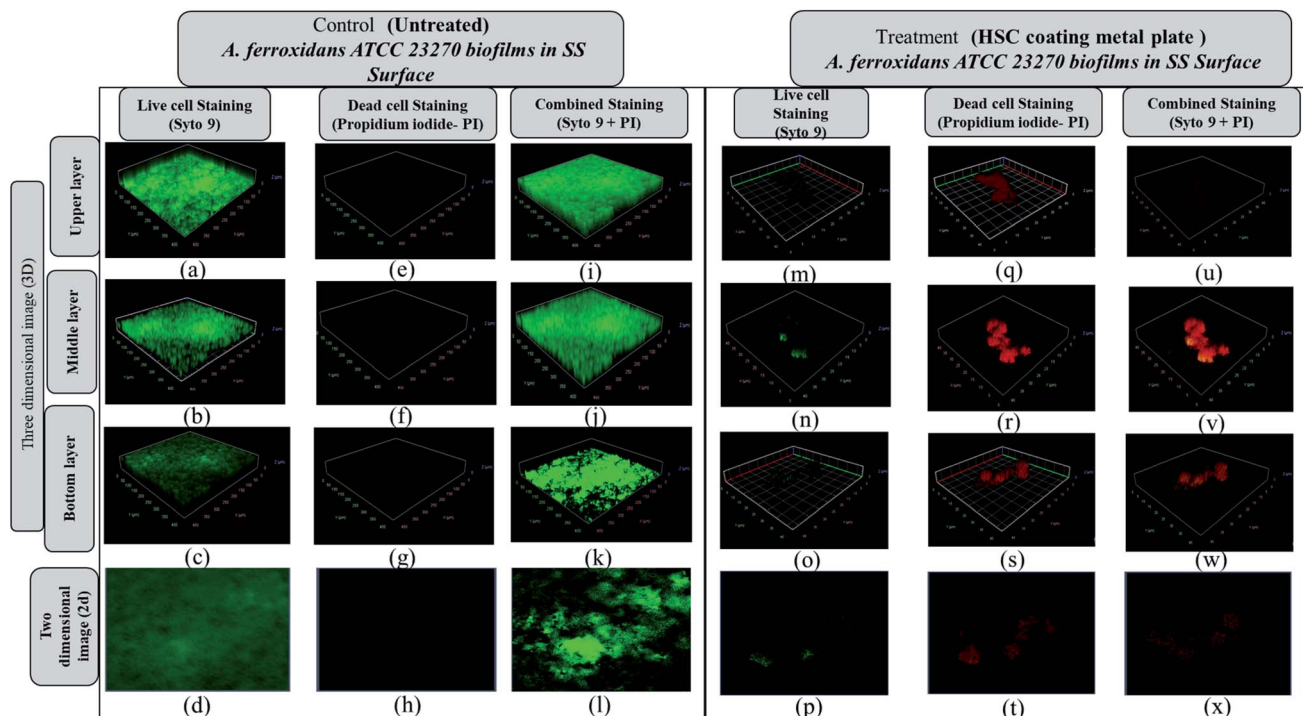 Control (Untreated)
A. ferroxidans ATCC 23270 biofilms in SS
Surface
Treatment (HSC coating metal plate )
A. ferroxidans ATCC 23270 biofilms in SS Surface
Live cell Staining
(Syto 9)
Dead cell Staining
(Propidium iodide- PI)
Combined Staining
(Syto 9 + PI)
Live cell
Staining
(Syto 9)
Dead cell Staining
(Propidium iodide- PI)
Combined Staining
(Syto 9 + PI)
Three dimensional image (3D)
Upper layer
(a)
(e)
(i)
(m)
(q)
(u)
Middle layer
(b)
(f)
(j)
(n)
(r)
(v)
Bottom layer
(c)
(g)
(k)
(o)
(s)
(w)
Two
dimensional
image (2d)
(d)
(h)
(l)
(p)
(t)
(x)